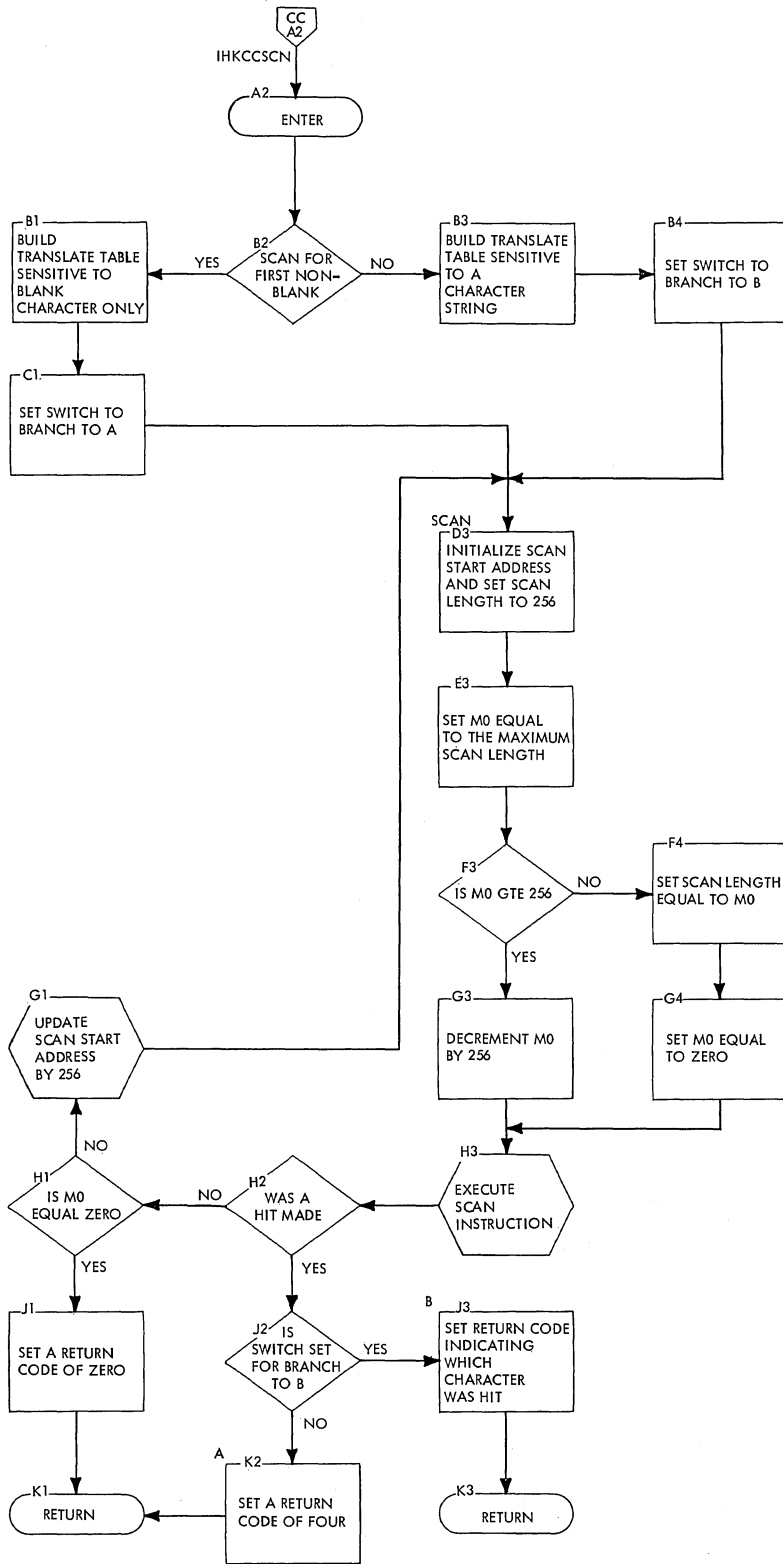 CC
A2
IHKCCSCN
A2
ENTER
B1
BUILD
TRANSLATE TABLE
SENSITIVE TO
BLANK
CHARACTER ONLY
YES
B2
SCAN FOR
FIRST NON-
BLANK
NO
B3
BUILD TRANSLATE
TABLE SENSITIVE
TO A
CHARACTER
STRING
B4
SET SWITCH TO
BRANCH TO B
C1
SET SWITCH TO
BRANCH TO A
SCAN
D3
INITIALIZE SCAN
START ADDRESS
AND SET SCAN
LENGTH TO 256
E3
SET M0 EQUAL
TO THE MAXIMUM
SCAN LENGTH
F3
IS M0 GTE 256
NO
YES
F4
SET SCAN LENGTH
EQUAL TO M0
G1
UPDATE
SCAN START
ADDRESS
BY 256
G3
DECREMENT M0
BY 256
G4
SET M0 EQUAL
TO ZERO
NO
H1
IS M0
EQUAL ZERO
YES
NO
H2
WAS A
HIT MADE
YES
H3
EXECUTE
SCAN
INSTRUCTION
J1
SET A RETURN
CODE OF ZERO
J2
IS
SWITCH SET
FOR BRANCH
TO B
YES
NO
B
J3
SET RETURN CODE
INDICATING
WHICH
CHARACTER
WAS HIT
K1
RETURN
A
K2
SET A RETURN
CODE OF FOUR
K3
RETURN